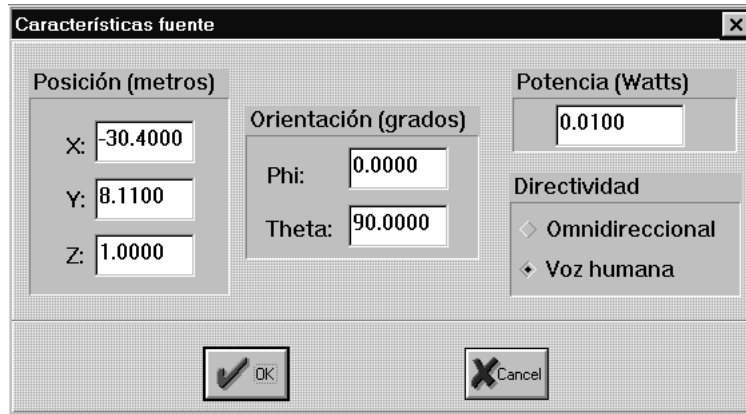 Características fuente
Posición (metros)
X: -30.4000
Y: 8.1100
Z: 1.0000
Orientación (grados)
Phi: 0.0000
Theta: 90.0000
Potencia (Watts)
0.0100
Directividad
Omnidireccional
Voz humana
OK
Cancel